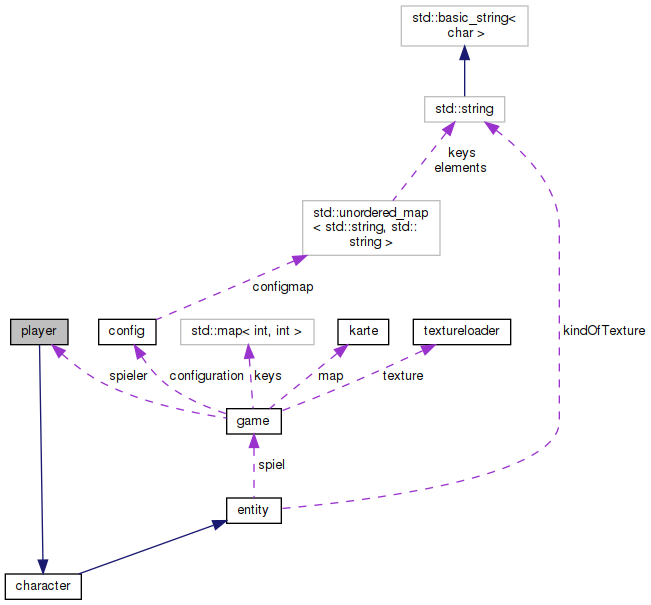 std::basic_string<
char >
std::string
keys
elements
std::unordered_map
< std::string, std::
string >
configmap
player
config
std::map< int, int >
karte
textureloader
kindOfTexture
spieler
configuration
keys
map
texture
game
spiel
entity
character